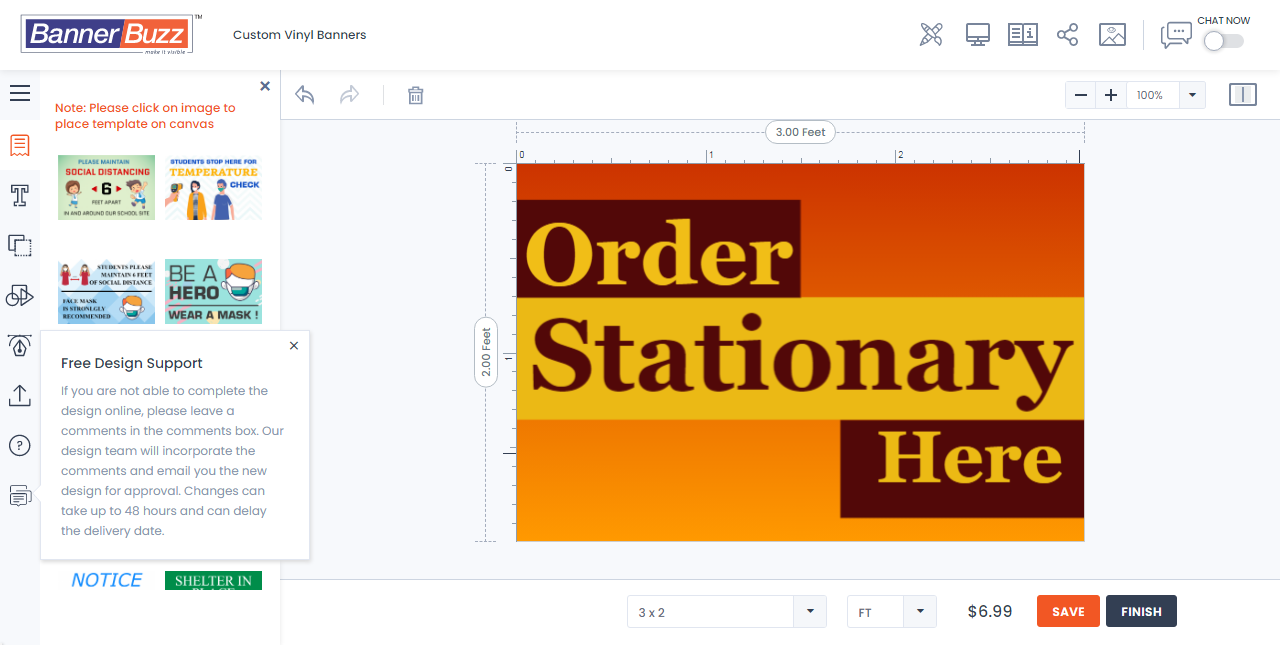 BannerBuzz™
make it visible
Custom Vinyl Banners
CHAT NOW
100%
Note: Please click on image to
place template on canvas
PLEASE MAINTAIN
SOCIAL DISTANCING
6
FEET APART
IN AND AROUND OUR SCHOOL SITE
STUDENTS STOP HERE FOR
TEMPERATURE
CHECK
STUDENTS PLEASE
MAINTAIN 6 FEET
OF SOCIAL DISTANCE
FACE MASK
IS STRONLGLY
RECOMMENDED
BE A
HERO
WEAR A MASK !
Free Design Support
If you are not able to complete the
design online, please leave a
comments in the comments box. Our
design team will incorporate the
comments and email you the new
design for approval. Changes can
take up to 48 hours and can delay
the delivery date.
NOTICE
SHELTER IN
3.00 Feet
0 1 2
0
1
2.00 Feet
Order
Stationary
Here
3 x 2
FT
$6.99
SAVE
FINISH